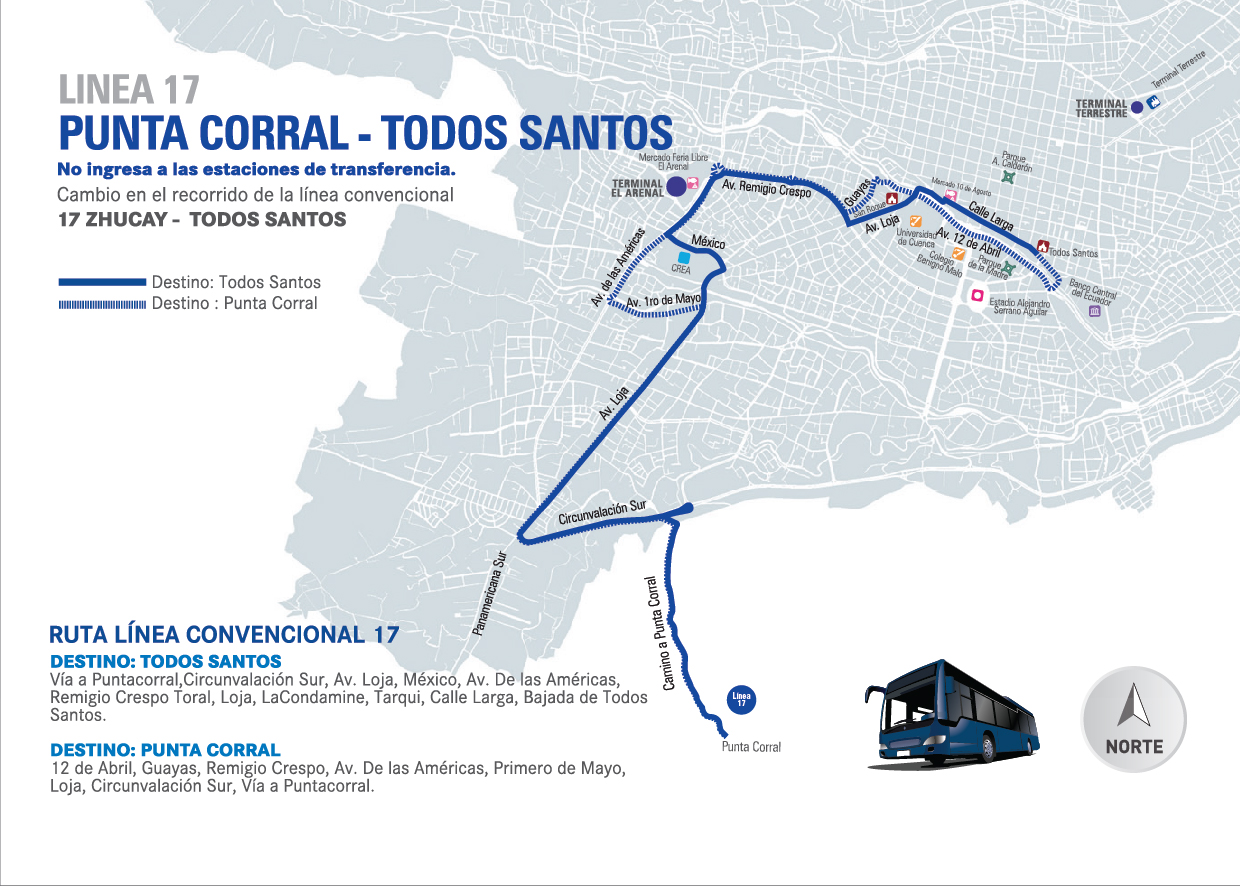 LINEA 17
PUNTA CORRAL - TODOS SANTOS
No ingresa a las estaciones de transferencia.
Cambio en el recorrido de la línea convencional
17 ZHUCAY - TODOS SANTOS
Destino: Todos Santos
Destino : Punta Corral
Terminal Terrestre
TERMINAL
TERRESTRE
Mercado Feria Libre
El Arenal
TERMINAL
EL ARENAL
Parque
A. Calderón
Av. Remigio Crespo
Guayas
San Roque
Mercado 10 de Agosto
Calle Larga
Av. Loja
Universidad
de Cuenca
Av. 12 de Abril
Todos Santos
Colegio
Benigno Malo
Parque
de la Madre
Banco Central
del Ecuador
Estadio Alejandro
Serrano Aguilar
México
CREA
Av. de las Américas
Av. 1ro de Mayo
Av. Loja
Circunvalación Sur
Panamericana Sur
Camino a Punta Corral
Línea
17
Punta Corral
RUTA LÍNEA CONVENCIONAL 17
DESTINO: TODOS SANTOS
Vía a Puntacorral,Circunvalación Sur, Av. Loja, México, Av. De las Américas,
Remigio Crespo Toral, Loja, LaCondamine, Tarqui, Calle Larga, Bajada de Todos
Santos.
DESTINO: PUNTA CORRAL
12 de Abril, Guayas, Remigio Crespo, Av. De las Américas, Primero de Mayo,
Loja, Circunvalación Sur, Vía a Puntacorral.
NORTE